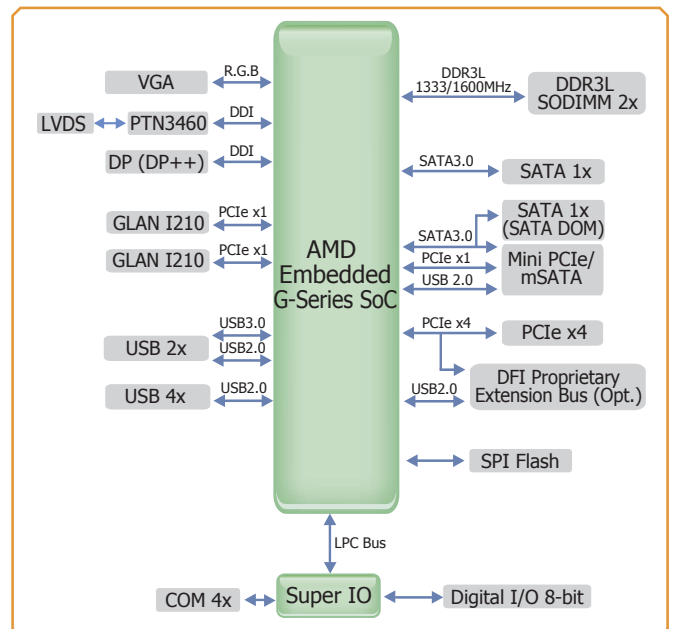 VGA
R.G.B
LVDS
PTN3460
DDI
DP (DP++)
DDI
GLAN I210
PCIe x1
GLAN I210
PCIe x1
USB 2x
USB3.0
USB2.0
USB 4x
USB2.0
AMD
Embedded
G-Series SoC
DDR3L
1333/1600MHz
DDR3L
SODIMM 2x
SATA3.0
SATA 1x
SATA 1x
(SATA DOM)
SATA3.0
PCIe x1
USB 2.0
Mini PCIe/
mSATA
PCIe x4
PCIe x4
DFI Proprietary
Extension Bus (Opt.)
USB2.0
SPI Flash
LPC Bus
COM 4x
Super IO
Digital I/O 8-bit